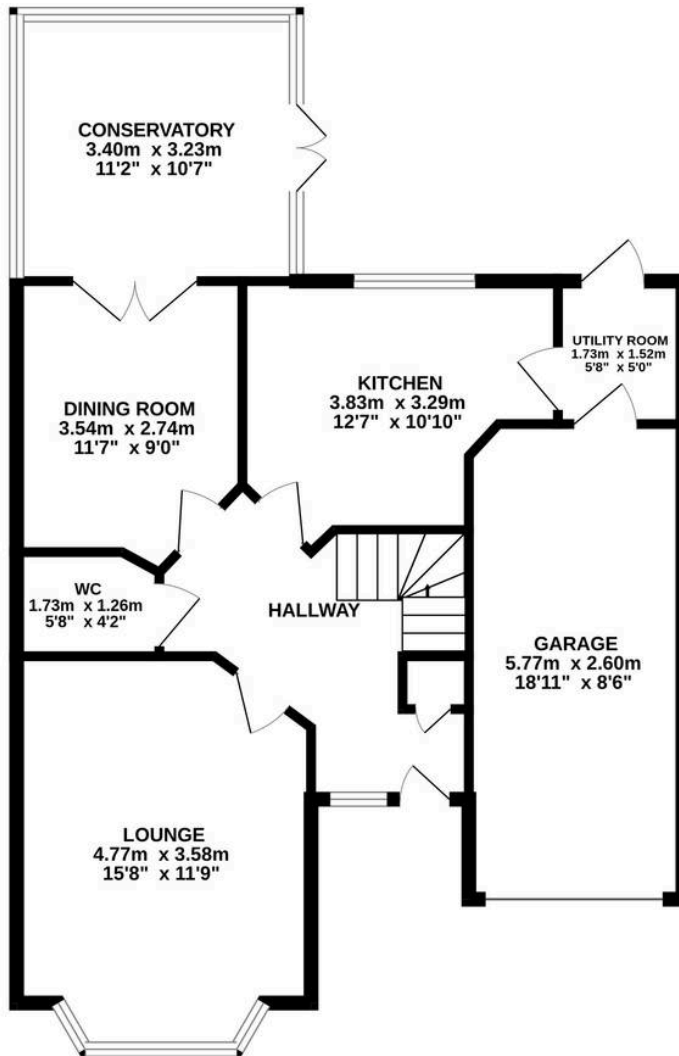 CONSERVATORY
3.40m x 3.23m
11'2" x 10'7"
UTILITY ROOM
1.73m x 1.52m
5'8" x 5'0"
KITCHEN
3.83m x 3.29m
12'7" x 10'10"
DINING ROOM
3.54m x 2.74m
11'7" x 9'0"
WC
1.73m x 1.26m
5'8" x 4'2"
HALLWAY
GARAGE
5.77m x 2.60m
18'11" x 8'6"
LOUNGE
4.77m x 3.58m
15'8" x 11'9"